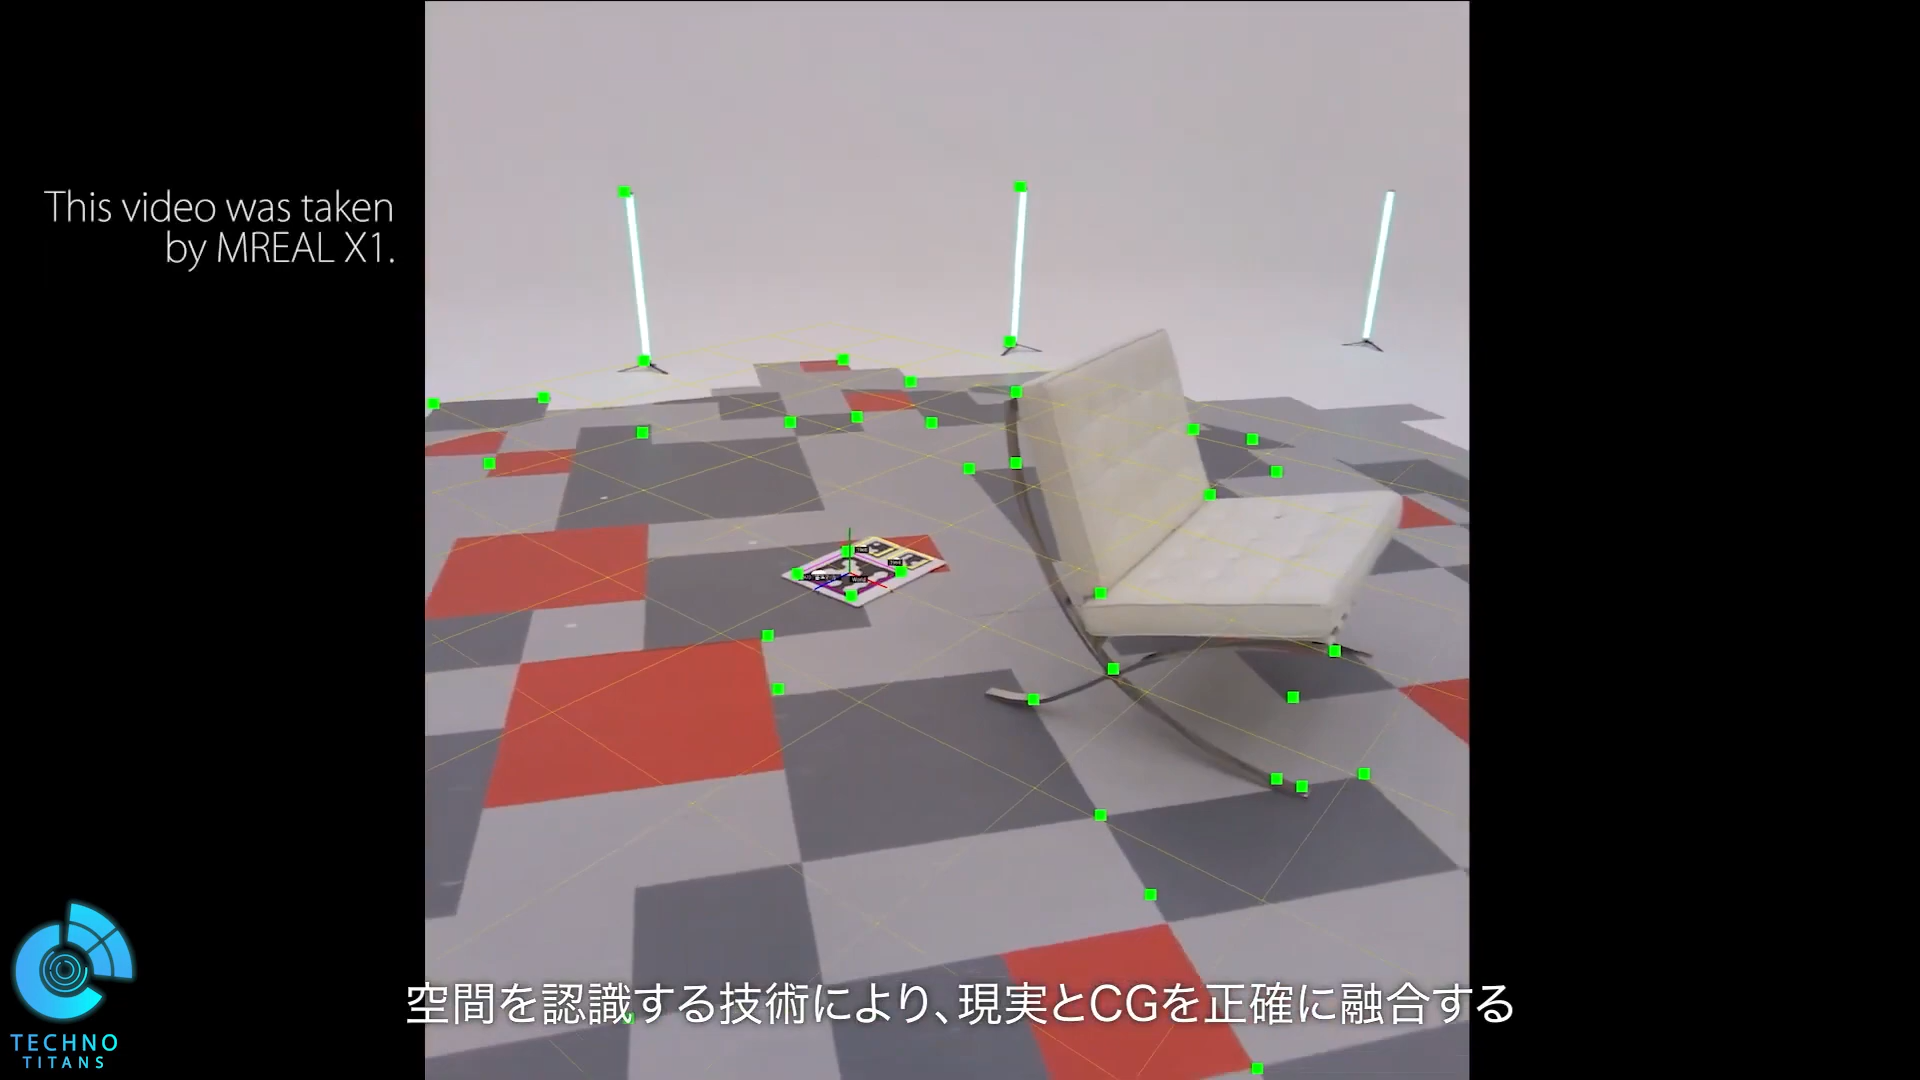 This video was taken
by MREAL X1.
World
空間を認識する技術により、現実とCGを正確に融合する
TECHNO
TITANS